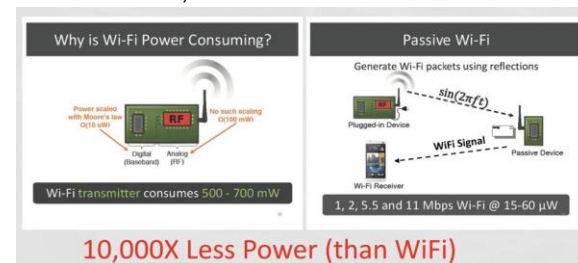 Why is Wi-Fi Power Consuming?
Power scaled
with Moore's law
O(10 uW)
RF
No such scaling
O(100 mW)
Digital
(Baseband)
Analog
(RF)
Wi-Fi transmitter consumes 500 - 700 mW
Passive Wi-Fi
Generate Wi-Fi packets using reflections
RF
sin(2πft)
Plugged-in Device
WiFi Signal
Passive Device
Wi-Fi Receiver
1, 2, 5.5 and 11 Mbps Wi-Fi @ 15-60 μW
10,000X Less Power (than WiFi)